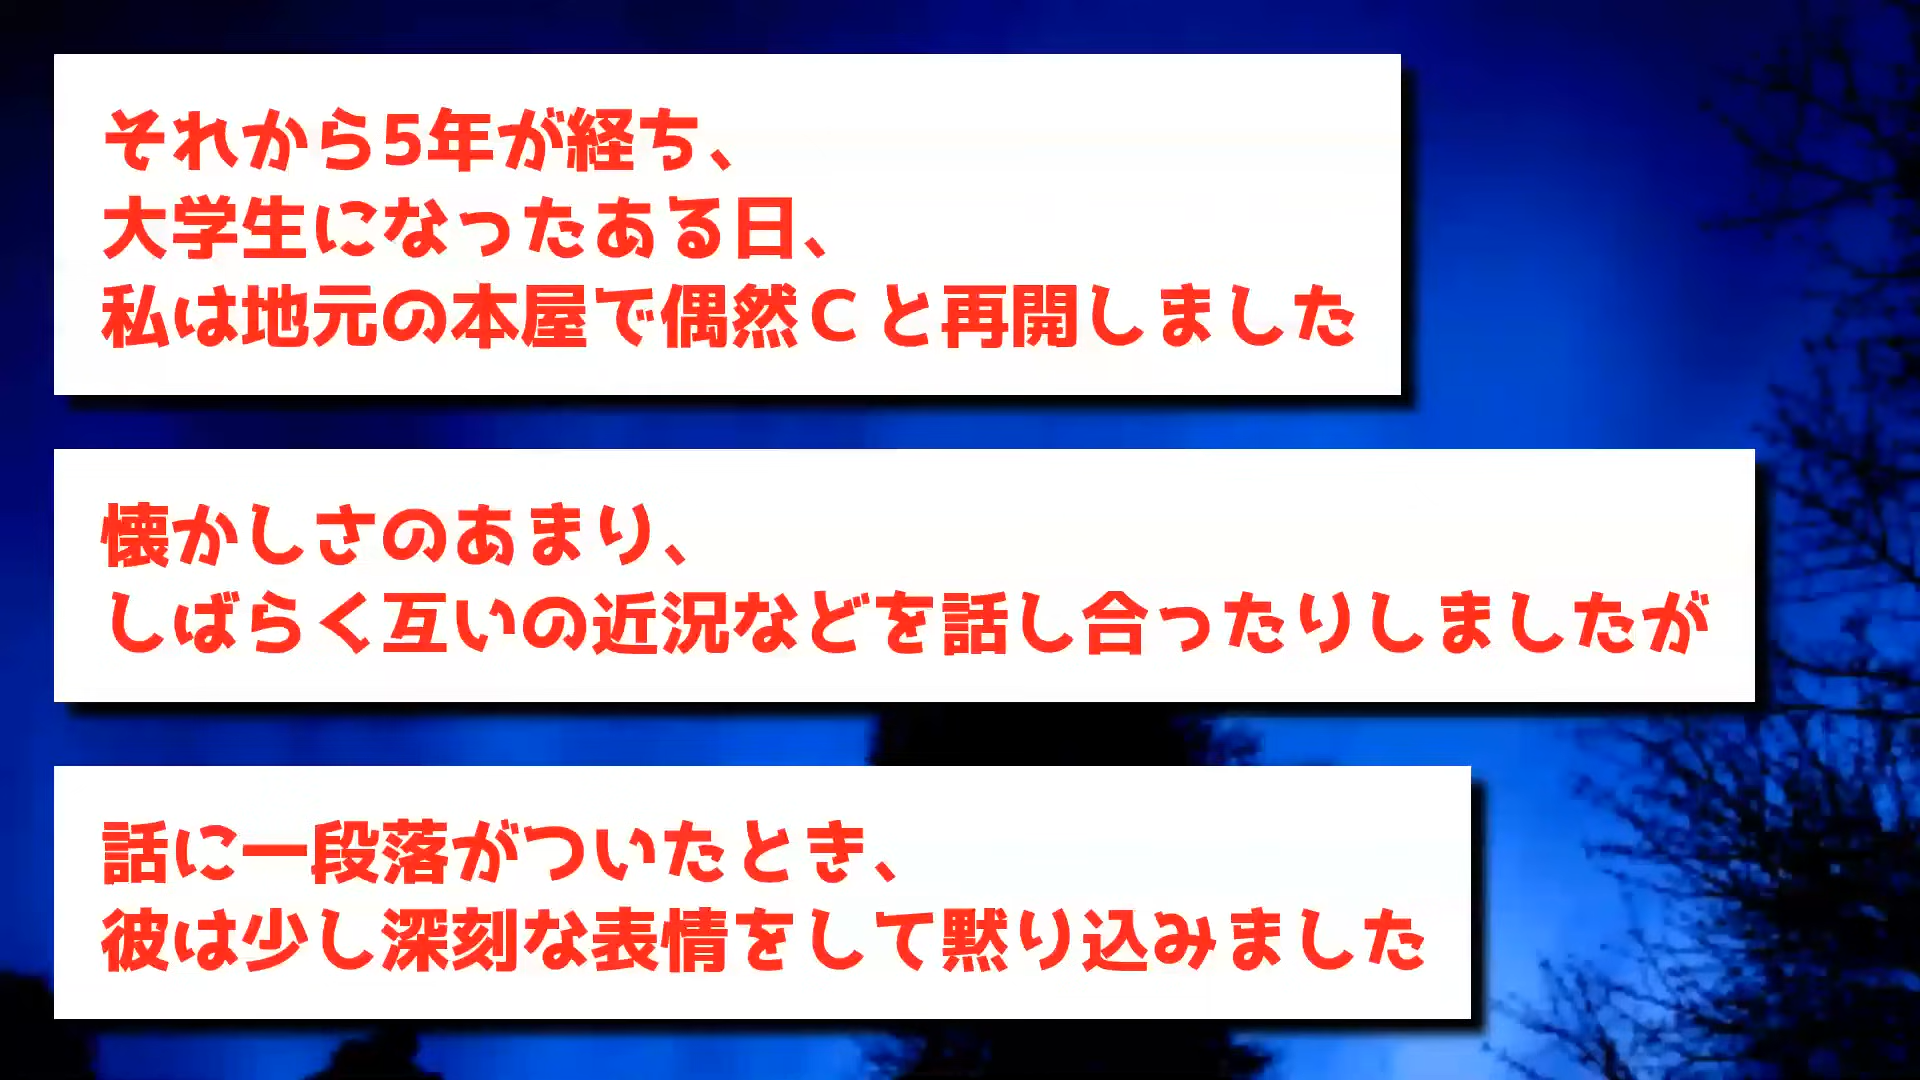 それから5年が経ち、
大学生になったある日、
私は地元の本屋で偶然Ｃと再開しました
懐かしさのあまり、
しばらく互いの近況などを話し合ったりしましたが
話に一段落がついたとき、
彼は少し深刻な表情をして黙り込みました